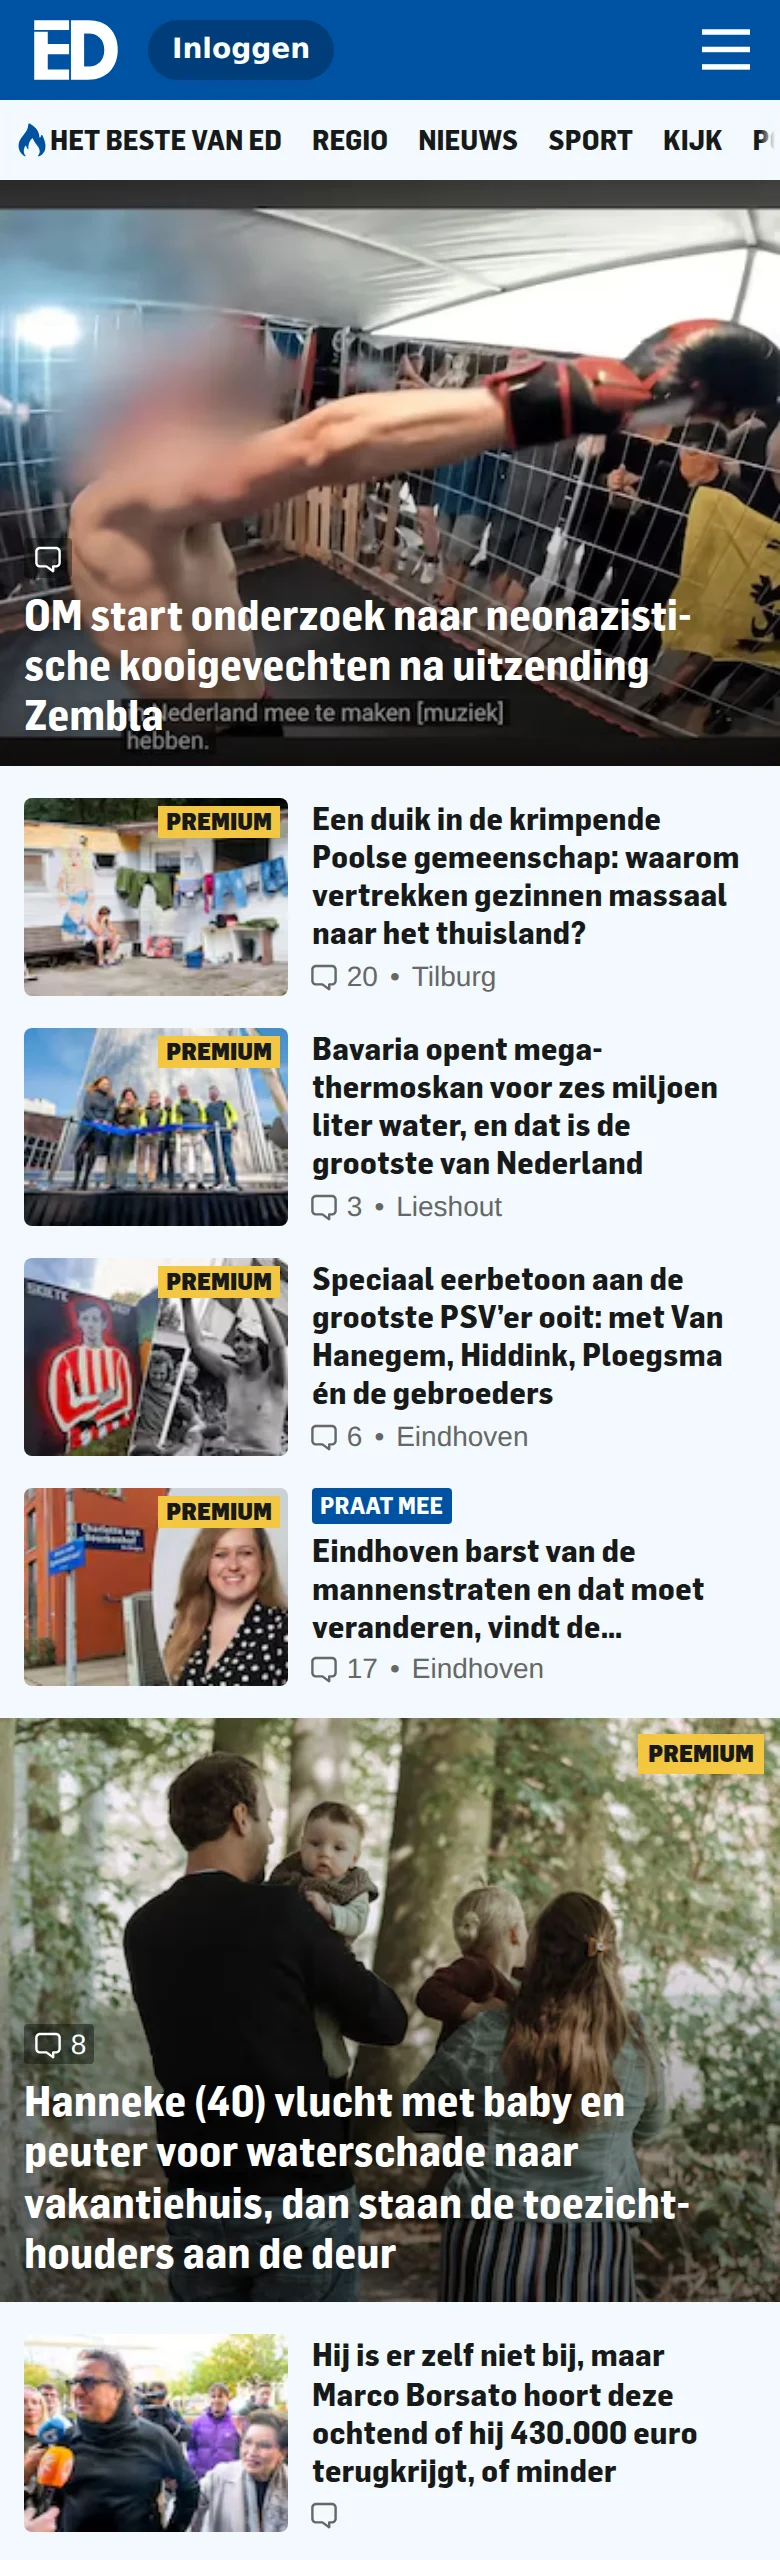 ED
Inloggen
HET BESTE VAN ED REGIO NIEUWS SPORT KIJK
OM start onderzoek naar neonazisti-
sche kooigevechten na uitzending
Zembla
Nederland mee te maken [muziek]
hebben.
PREMIUM
Een duik in de krimpende
Poolse gemeenschap: waarom
vertrekken gezinnen massaal
naar het thuisland?
20 • Tilburg
PREMIUM
Bavaria opent mega-
thermoskan voor zes miljoen
liter water, en dat is de
grootste van Nederland
3 • Lieshout
PREMIUM
Speciaal eerbetoon aan de
grootste PSV’er ooit: met Van
Hanegem, Hiddink, Ploegsma
én de gebroeders
6 • Eindhoven
PREMIUM
PRAAT MEE
Eindhoven barst van de
mannenstraten en dat moet
veranderen, vindt de...
17 • Eindhoven
PREMIUM
8
Hanneke (40) vlucht met baby en
peuter voor waterschade naar
vakantiehuis, dan staan de toezicht-
houders aan de deur
Hij is er zelf niet bij, maar
Marco Borsato hoort deze
ochtend of hij 430.000 euro
terugkrijgt, of minder